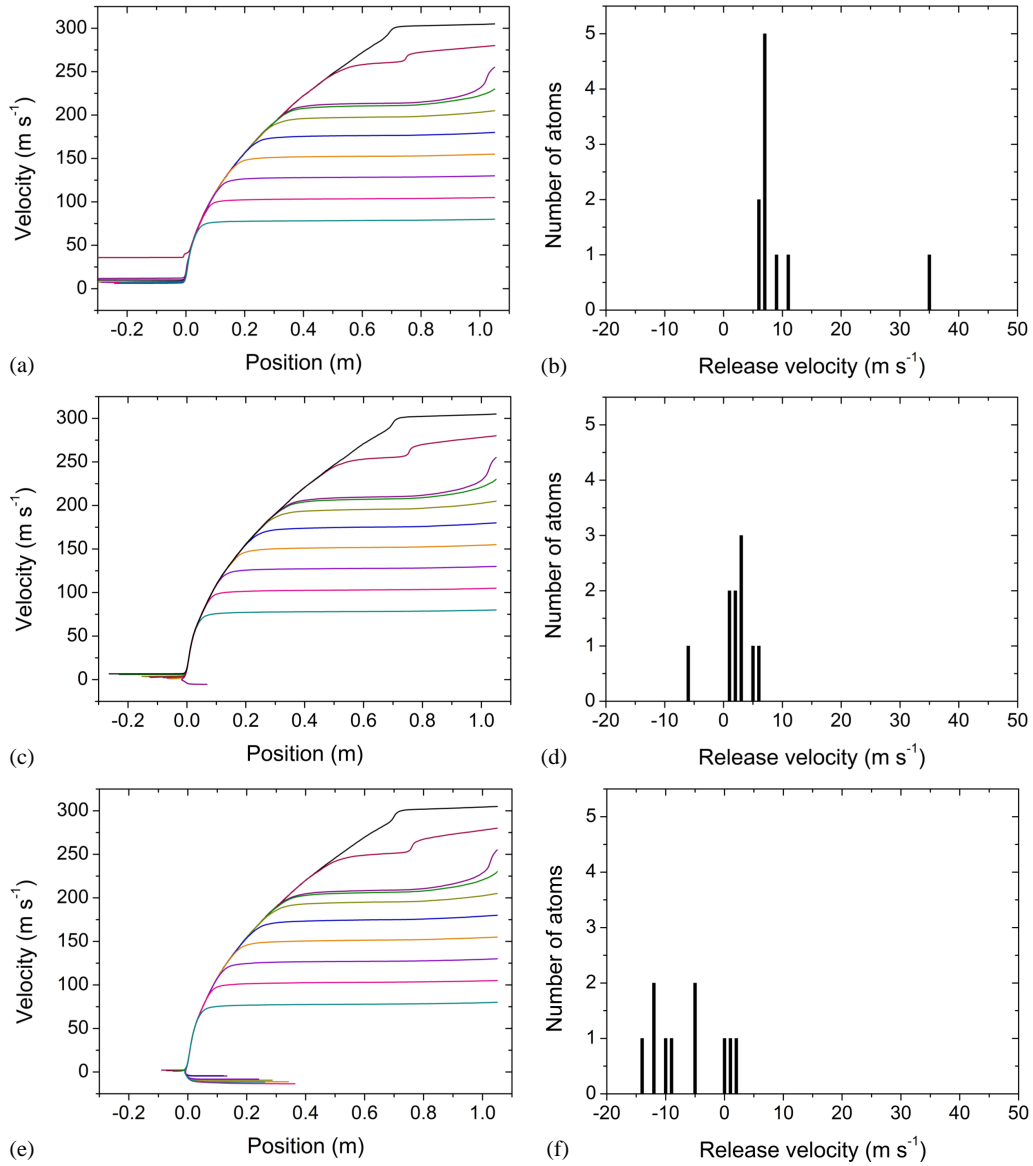 300
250
200
150
100
50
0
Velocity (m s⁻¹)
-0.2 0.0 0.2 0.4 0.6 0.8 1.0
Position (m)
(a)
5
4
3
2
1
0
Number of atoms
-20 -10 0 10 20 30 40 50
Release velocity (m s⁻¹)
(b)
300
250
200
150
100
50
0
Velocity (m s⁻¹)
-0.2 0.0 0.2 0.4 0.6 0.8 1.0
Position (m)
(c)
5
4
3
2
1
0
Number of atoms
-20 -10 0 10 20 30 40 50
Release velocity (m s⁻¹)
(d)
300
250
200
150
100
50
0
Velocity (m s⁻¹)
-0.2 0.0 0.2 0.4 0.6 0.8 1.0
Position (m)
(e)
5
4
3
2
1
0
Number of atoms
-20 -10 0 10 20 30 40 50
Release velocity (m s⁻¹)
(f)